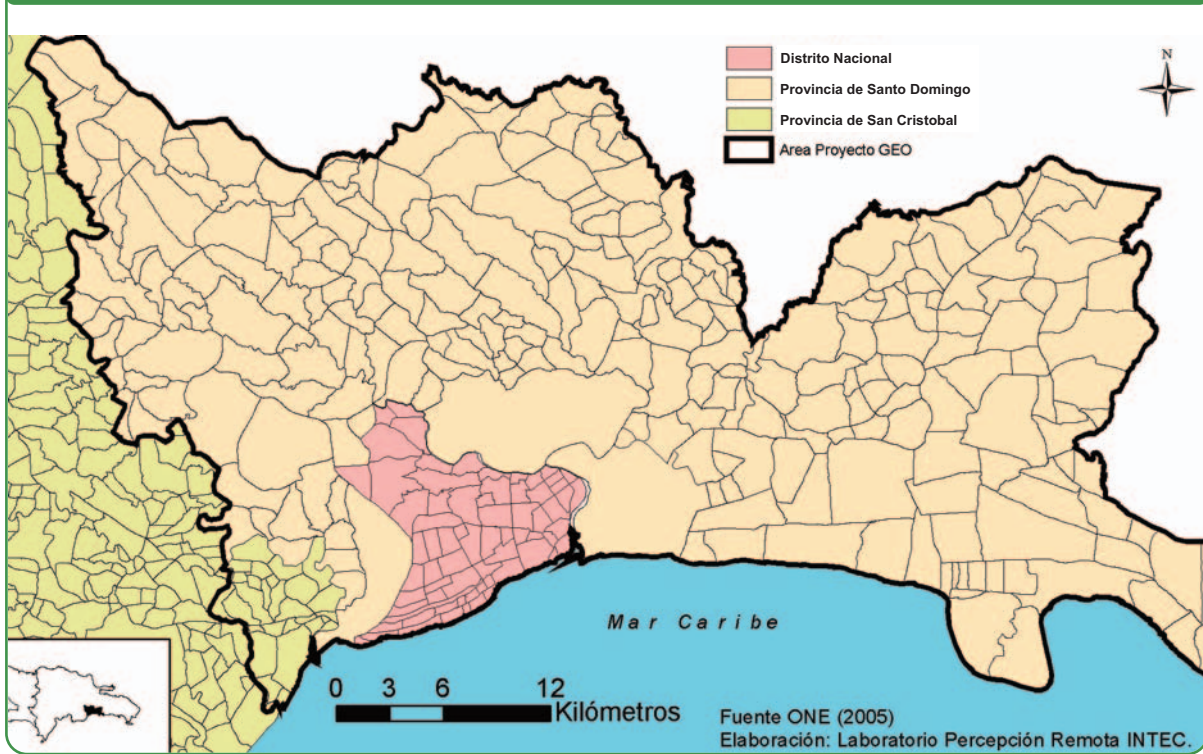 Distrito Nacional
Provincia de Santo Domingo
Provincia de San Cristobal
Area Proyecto GEO
N
Mar Caribe
0 3 6 12
Kilómetros
Fuente ONE (2005)
Elaboración: Laboratorio Percepción Remota INTEC.